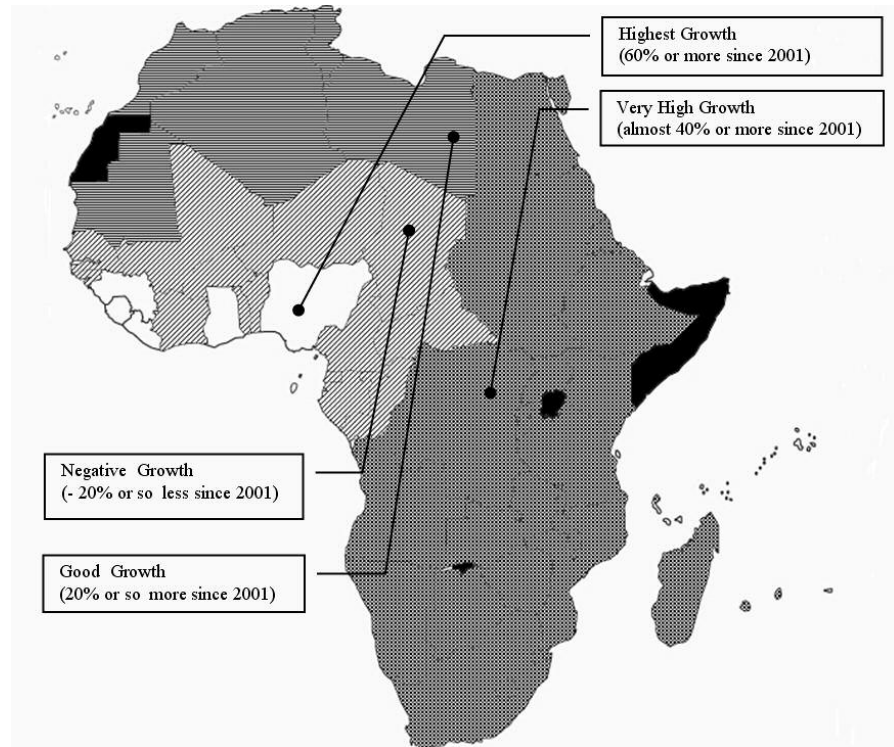 Highest Growth
(60% or more since 2001)
Very High Growth
(almost 40% or more since 2001)
Negative Growth
(- 20% or so less since 2001)
Good Growth
(20% or so more since 2001)